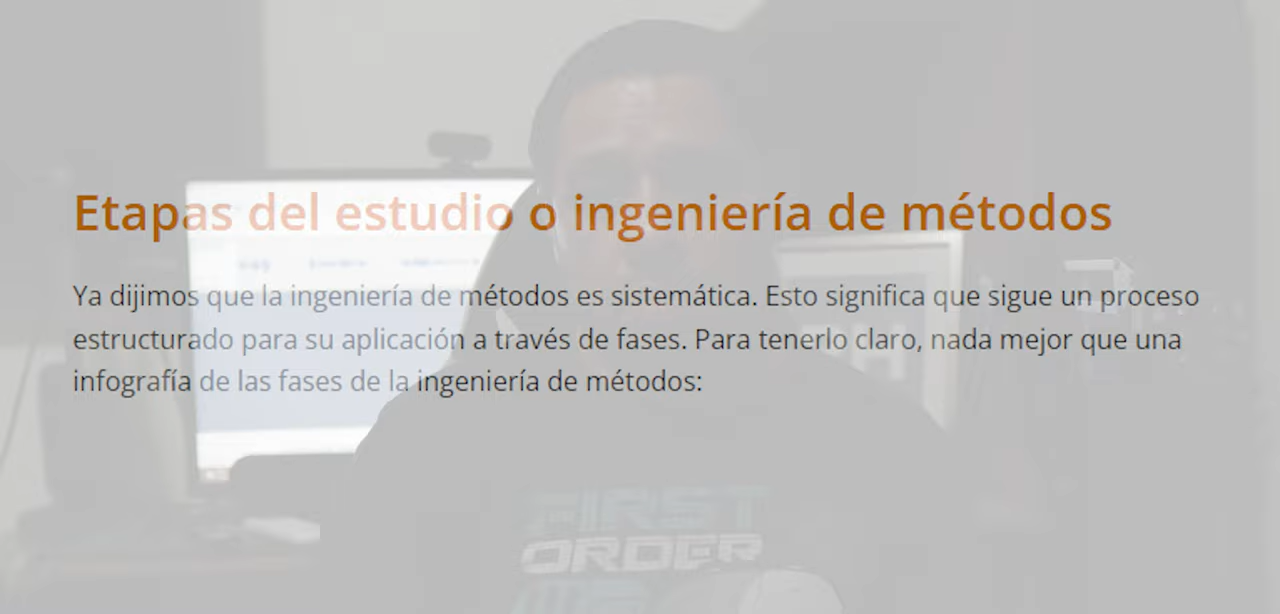 Etapas del estudio o ingeniería de métodos
Ya dijimos que la ingeniería de métodos es sistemática. Esto significa que sigue un proceso
estructurado para su aplicación a través de fases. Para tenerlo claro, nada mejor que una
infografía de las fases de la ingeniería de métodos:
FIRST
ORDER